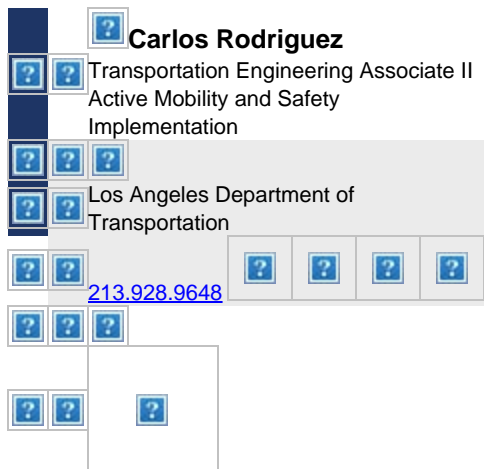 Carlos Rodriguez
Transportation Engineering Associate II
Active Mobility and Safety
Implementation
Los Angeles Department of
Transportation
213.928.9648